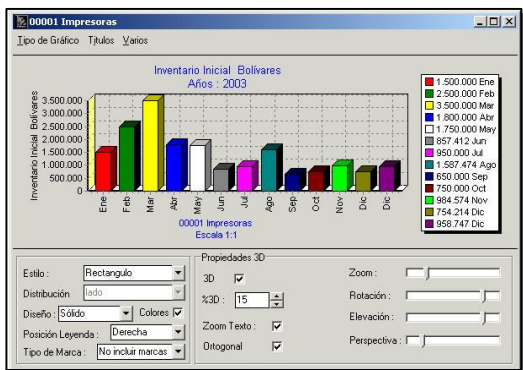 00001 Impresoras
Tipo de Gráfico Titulos Varios
Inventario Inicial Bolívares
Años : 2003
Inventario Inicial Bolívares
3.500.000
3.000.000
2.500.000
2.000.000
1.500.000
1.000.000
500.000
0
Ene Feb Mar Abr May Jun Jul Ago Sep Oct Nov Dic Dic
00001 Impresoras
Escala 1:1
1.500.000 Ene
2.500.000 Feb
3.500.000 Mar
1.800.000 Abr
1.750.000 May
857.412 Jun
950.000 Jul
1.587.474 Ago
650.000 Sep
750.000 Oct
984.574 Nov
754.214 Dic
958.747 Dic
Estilo : Rectangulo
Distribución lado
Diseño : Sólido Colores
Posición Leyenda : Derecha
Tipo de Marca : No incluir marcas
Propiedades 3D
3D
%3D : 15
Zoom Texto :
Ortogonal
Zoom :
Rotación :
Elevación :
Perspectiva :